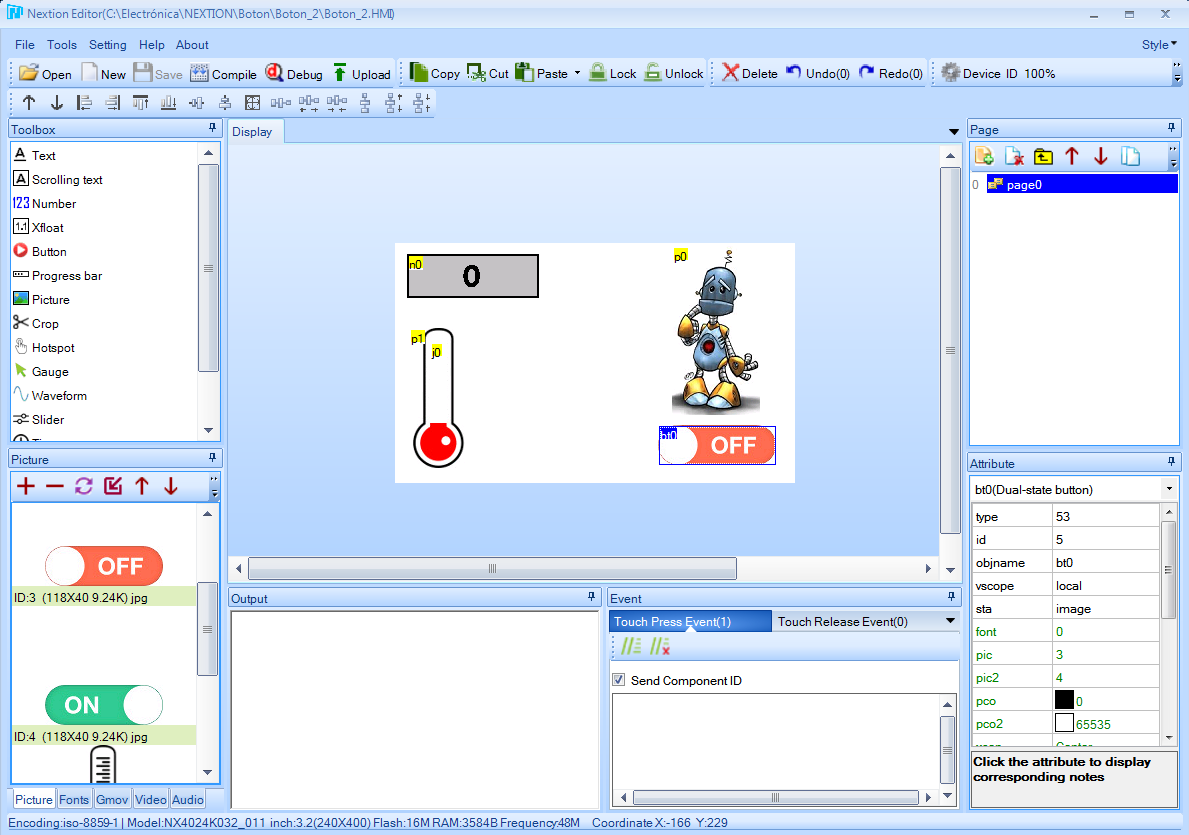 Nextion Editor(C:\Electrónica\NEXTION\Boton\Boton_2\Boton_2.HMI)
File Tools Setting Help About Style
Open New Save Compile Debug Upload Copy Cut Paste Lock Unlock Delete Undo(0) Redo(0) Device ID 100%
Toolbox
Text
Scrolling text
123 Number
Xfloat
Button
Progress bar
Picture
Crop
Hotspot
Gauge
Waveform
Slider
Picture
OFF
ID:3 (118X40 9.24K) jpg
ON
ID:4 (118X40 9.24K) jpg
Picture Fonts Gmov Video Audio
Display
n0
0
p0
p1
j0
bt0
OFF
Output
Event
Touch Press Event(1) Touch Release Event(0)
Send Component ID
Page
0 page0
Attribute
bt0(Dual-state button)
type 53
id 5
objname bt0
vscope local
sta image
font 0
pic 3
pic2 4
pco 0
pco2 65535
Click the attribute to display
corresponding notes
Encoding:iso-8859-1 | Model:NX4024K032_011 inch:3.2(240X400) Flash:16M RAM:3584B Frequency:48M Coordinate X:-166 Y:229